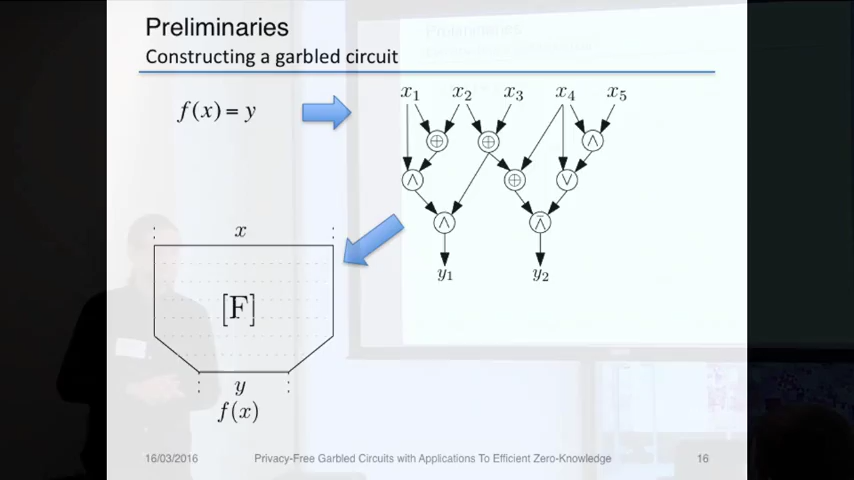 Preliminaries
Constructing a garbled circuit
f(x) = y
x₁ x₂ x₃ x₄ x₅
⊕ ⊕ ∧
∧ ⊕ ∨
∧ ⊼
y₁ y₂
x
[F]
y
f(x)
16/03/2016 Privacy-Free Garbled Circuits with Applications To Efficient Zero-Knowledge 16